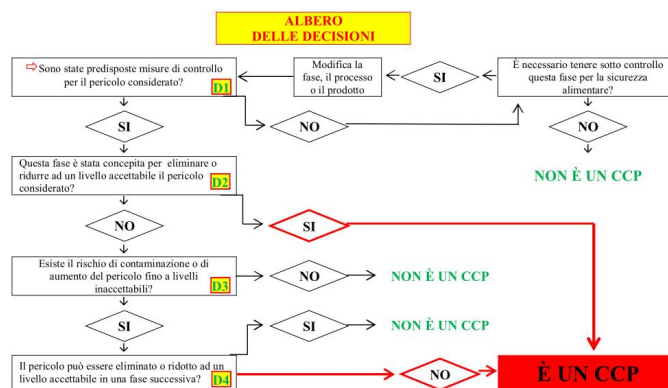 ALBERO
DELLE DECISIONI
⇨Sono state predisposte misure di controllo
per il pericolo considerato?
D1
Modifica la
fase, il processo
o il prodotto
SI
È necessario tenere sotto controllo
questa fase per la sicurezza
alimentare?
SI
NO
NO
NON È UN CCP
Questa fase è stata concepita per eliminare o
ridurre ad un livello accettabile il pericolo
considerato?
D2
NO
SI
Esiste il rischio di contaminazione o di
aumento del pericolo fino a livelli
inaccettabili?
D3
NO
NON È UN CCP
SI
SI
NON È UN CCP
Il pericolo può essere eliminato o ridotto ad un
livello accettabile in una fase successiva?
D4
NO
È UN CCP